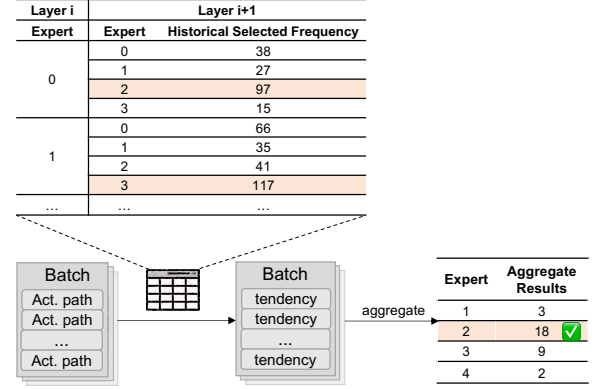 Layer i Layer i+1
Expert Expert Historical Selected Frequency
0 38
1 27
0
2 97
3 15
0 66
1 35
1
2 41
3 117
... ... ...
Batch
Act. path
Act. path
...
Act. path
Batch
tendency
tendency
...
tendency
aggregate
Expert Aggregate Results
1 3
2 18 ✅
3 9
4 2